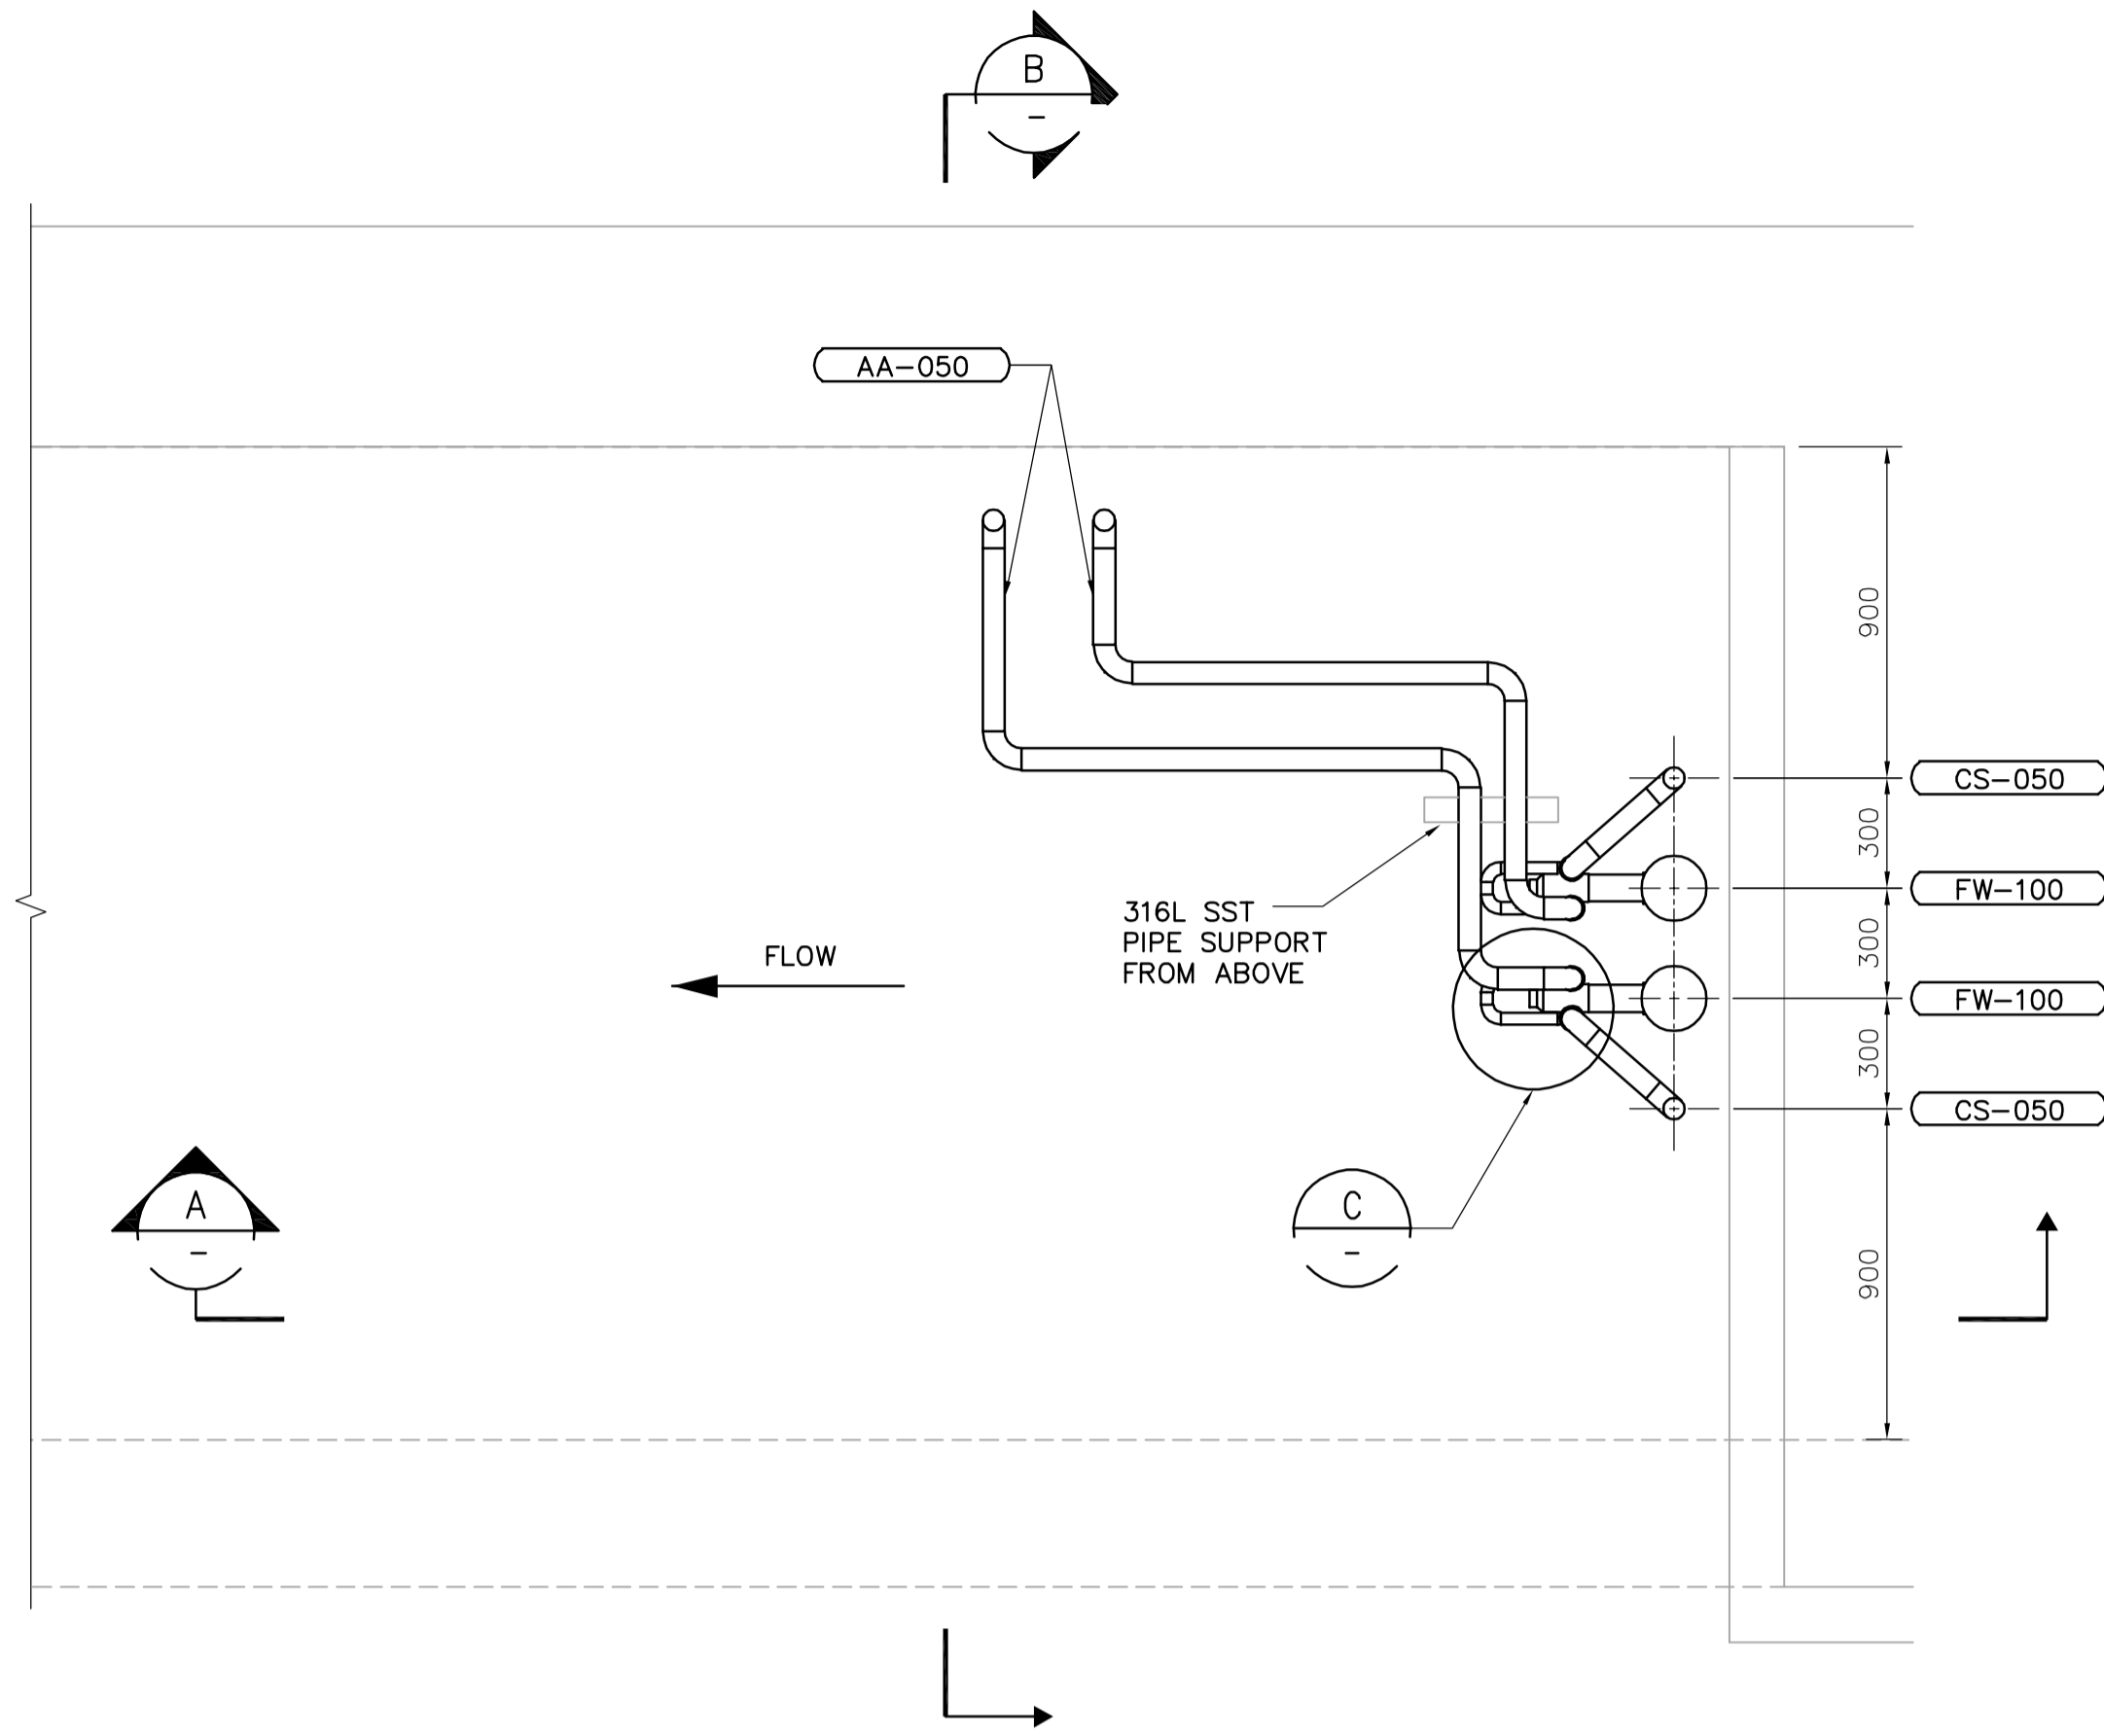 B
-
AA-050
900
CS-050
300
FW-100
316L SST
PIPE SUPPORT
FROM ABOVE
300
FLOW
FW-100
300
CS-050
A
-
C
-
900